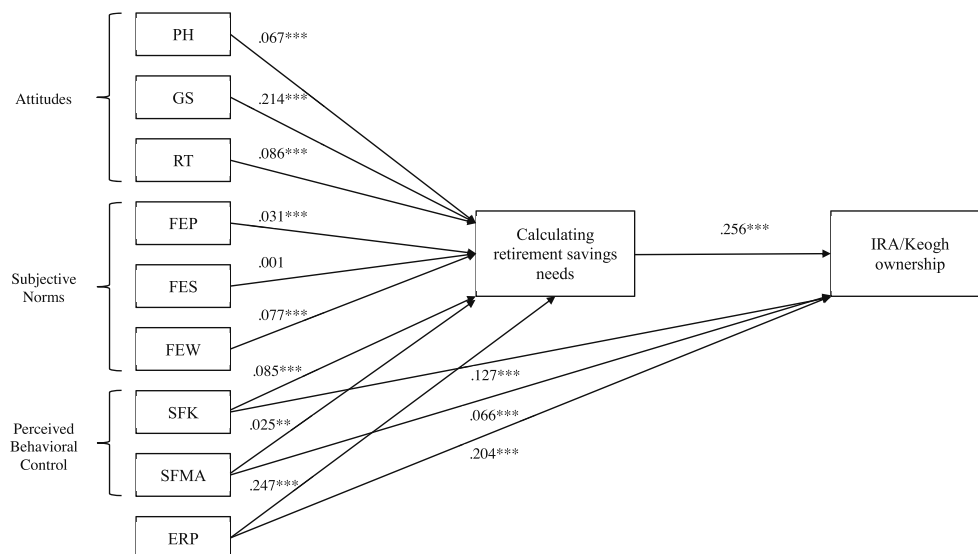 PH
.067***
GS
.214***
Attitudes
RT
.086***
FEP
.031***
Calculating
retirement savings
needs
.256***
IRA/Keogh
ownership
Subjective
Norms
FES
.001
FEW
.077***
SFK
.085***
.127***
Perceived
Behavioral
Control
.025**
.066***
SFMA
.204***
.247***
ERP